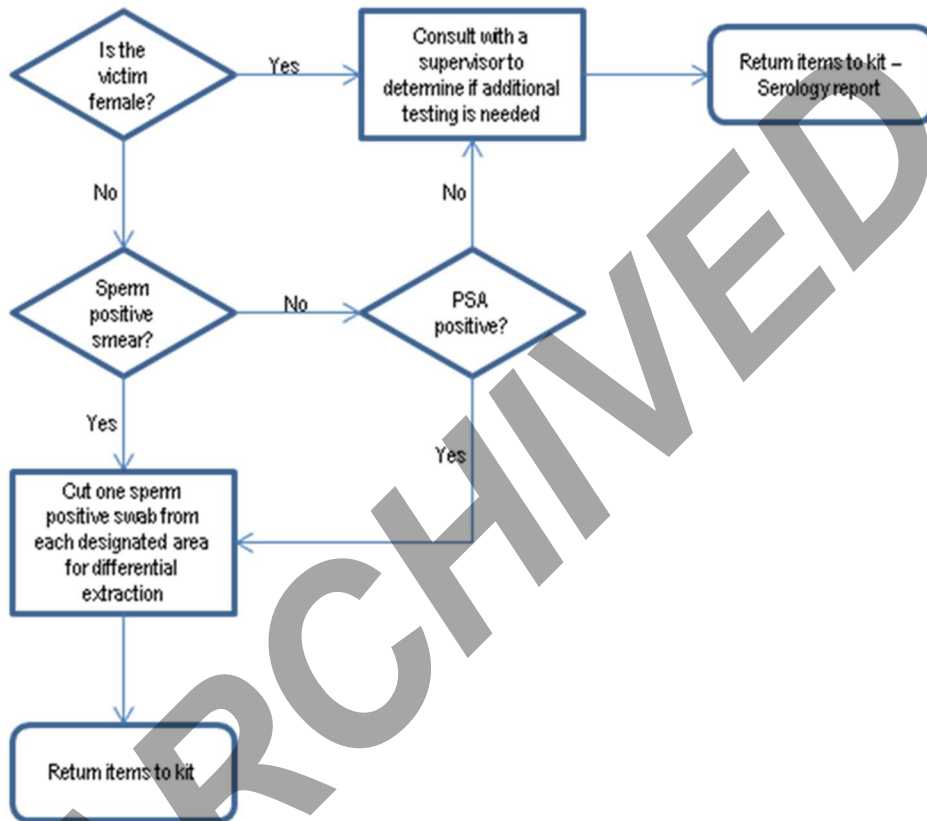 Is the
victim
female?
Yes
Consult with a
supervisor to
determine if additional
testing is needed
Return items to kit –
Serology report
No
No
Sperm
positive
smear?
No
PSA
positive?
Yes
Yes
Cut one sperm
positive swab from
each designated area
for differential
extraction
Return items to kit
ARCHIVED